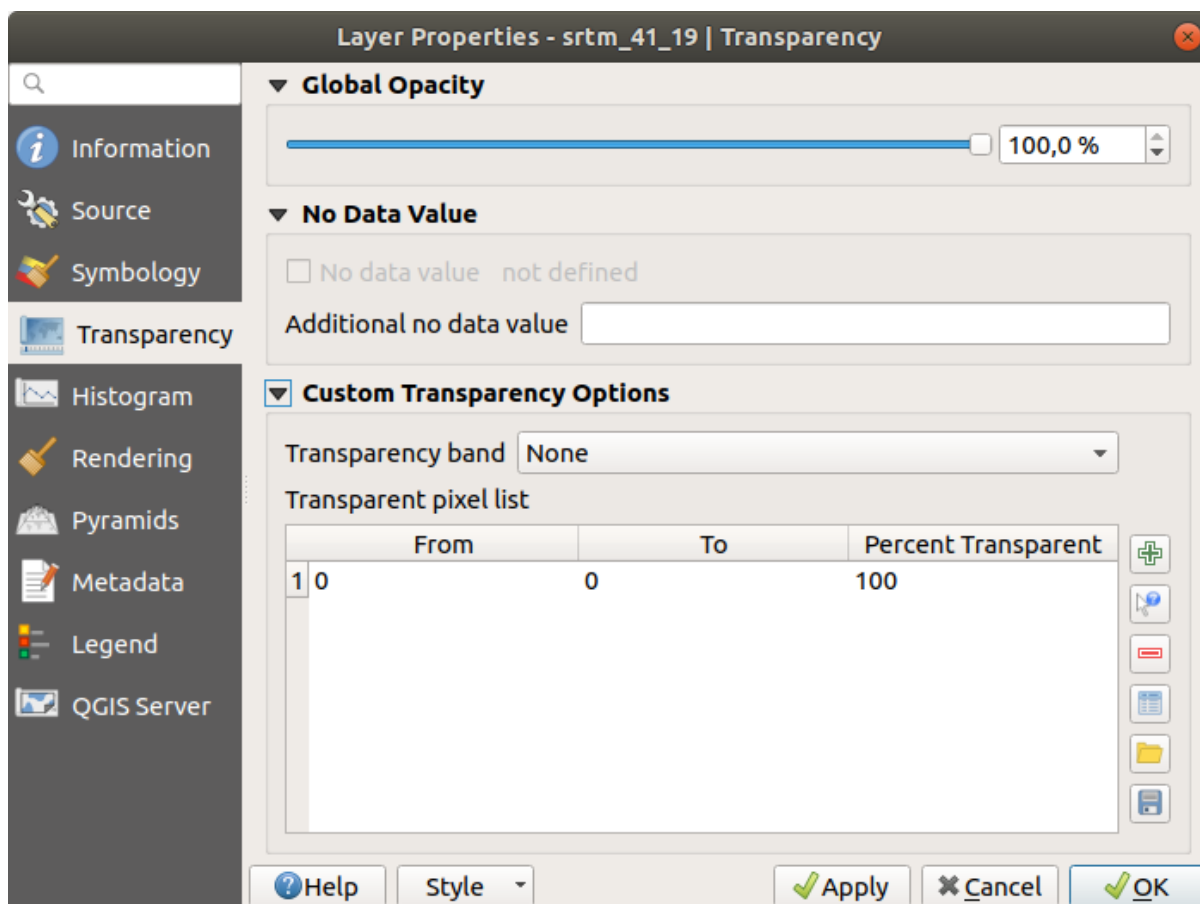 Layer Properties - srtm_41_19 | Transparency
Information
Source
Symbology
Transparency
Histogram
Rendering
Pyramids
Metadata
Legend
QGIS Server
Global Opacity
100,0 %
No Data Value
No data value not defined
Additional no data value
Custom Transparency Options
Transparency band None
Transparent pixel list
From To Percent Transparent
1 0 0 100
Help Style Apply Cancel OK